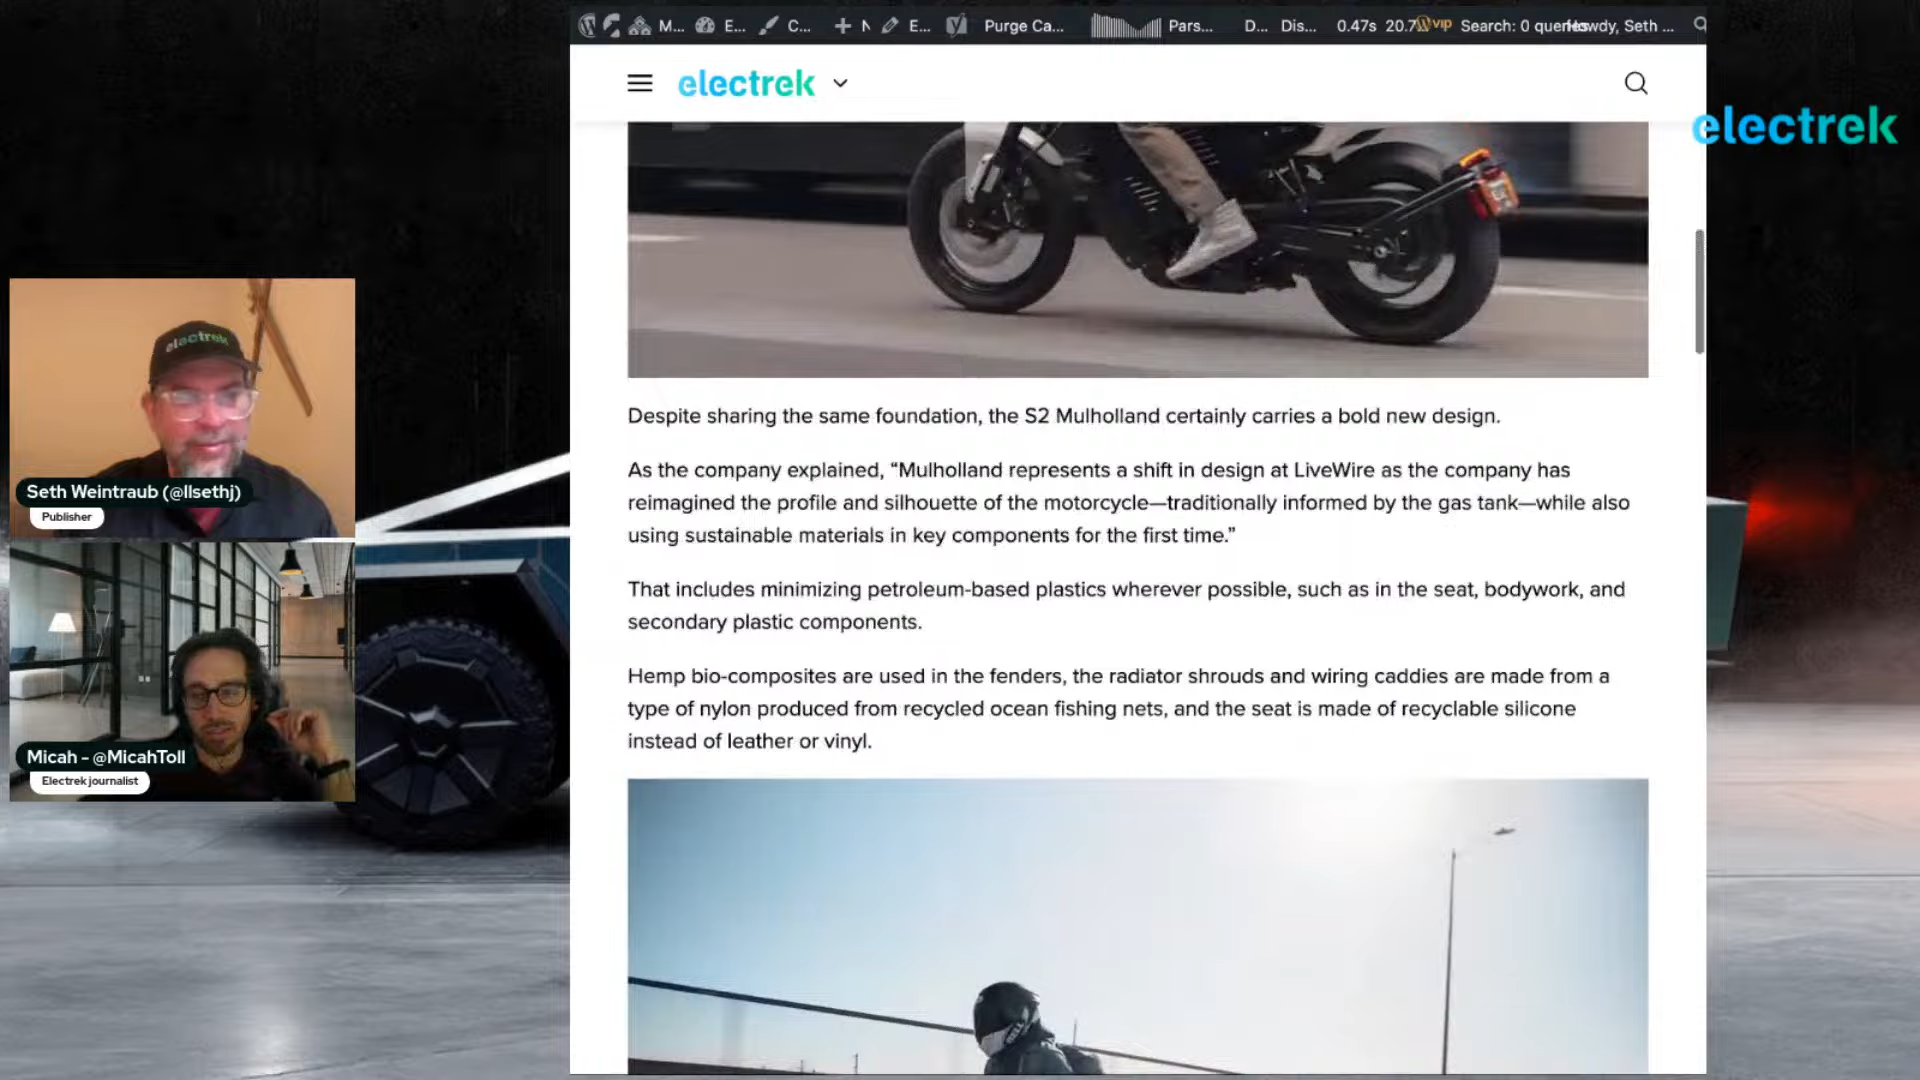 M...
E...
C...
N
E...
Purge Ca...
Pars...
D...
Dis...
0.47s
vip
Search: 0
Howdy, Seth ...
electrek
electrek
electrek
Seth Weintraub (@llsethj)
Publisher
Micah - @MicahToll
Electrek journalist
Despite sharing the same foundation, the S2 Mulholland certainly carries a bold new design.
As the company explained, “Mulholland represents a shift in design at LiveWire as the company has
reimagined the profile and silhouette of the motorcycle—traditionally informed by the gas tank—while also
using sustainable materials in key components for the first time.”
That includes minimizing petroleum-based plastics wherever possible, such as in the seat, bodywork, and
secondary plastic components.
Hemp bio-composites are used in the fenders, the radiator shrouds and wiring caddies are made from a
type of nylon produced from recycled ocean fishing nets, and the seat is made of recyclable silicone
instead of leather or vinyl.